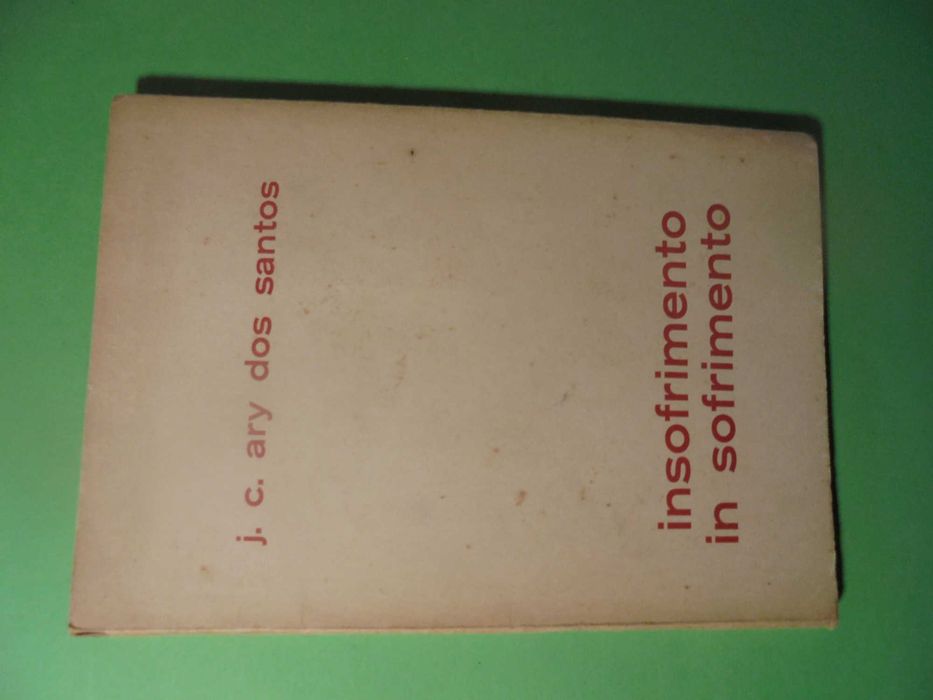 j. c. ary dos santos
insofrimento
in sofrimento